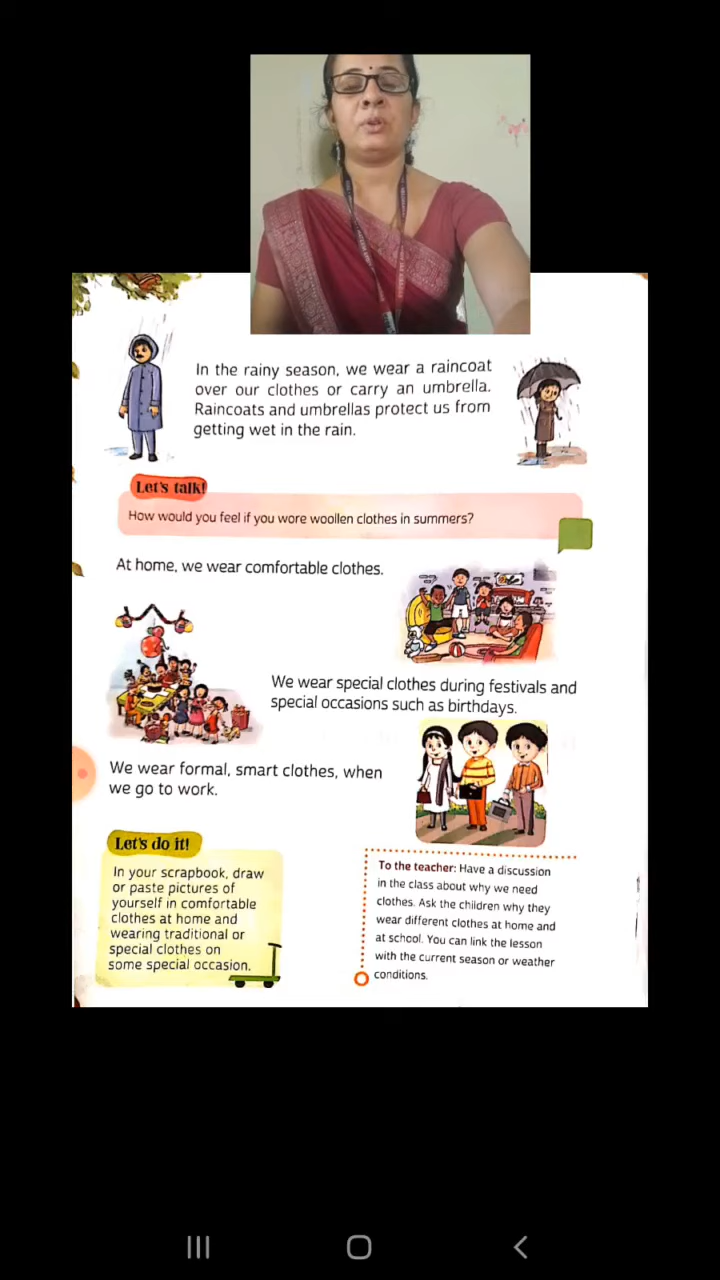 In the rainy season, we wear a raincoat
over our clothes or carry an umbrella.
Raincoats and umbrellas protect us from
getting wet in the rain.
Let's talk!
How would you feel if you wore woollen clothes in summers?
At home, we wear comfortable clothes.
We wear special clothes during festivals and
special occasions such as birthdays.
We wear formal, smart clothes, when
we go to work.
Let's do it!
In your scrapbook, draw
or paste pictures of
yourself in comfortable
clothes at home and
wearing traditional or
special clothes on
some special occasion.
To the teacher: Have a discussion
in the class about why we need
clothes. Ask the children why they
wear different clothes at home and
at school. You can link the lesson
with the current season or weather
conditions.